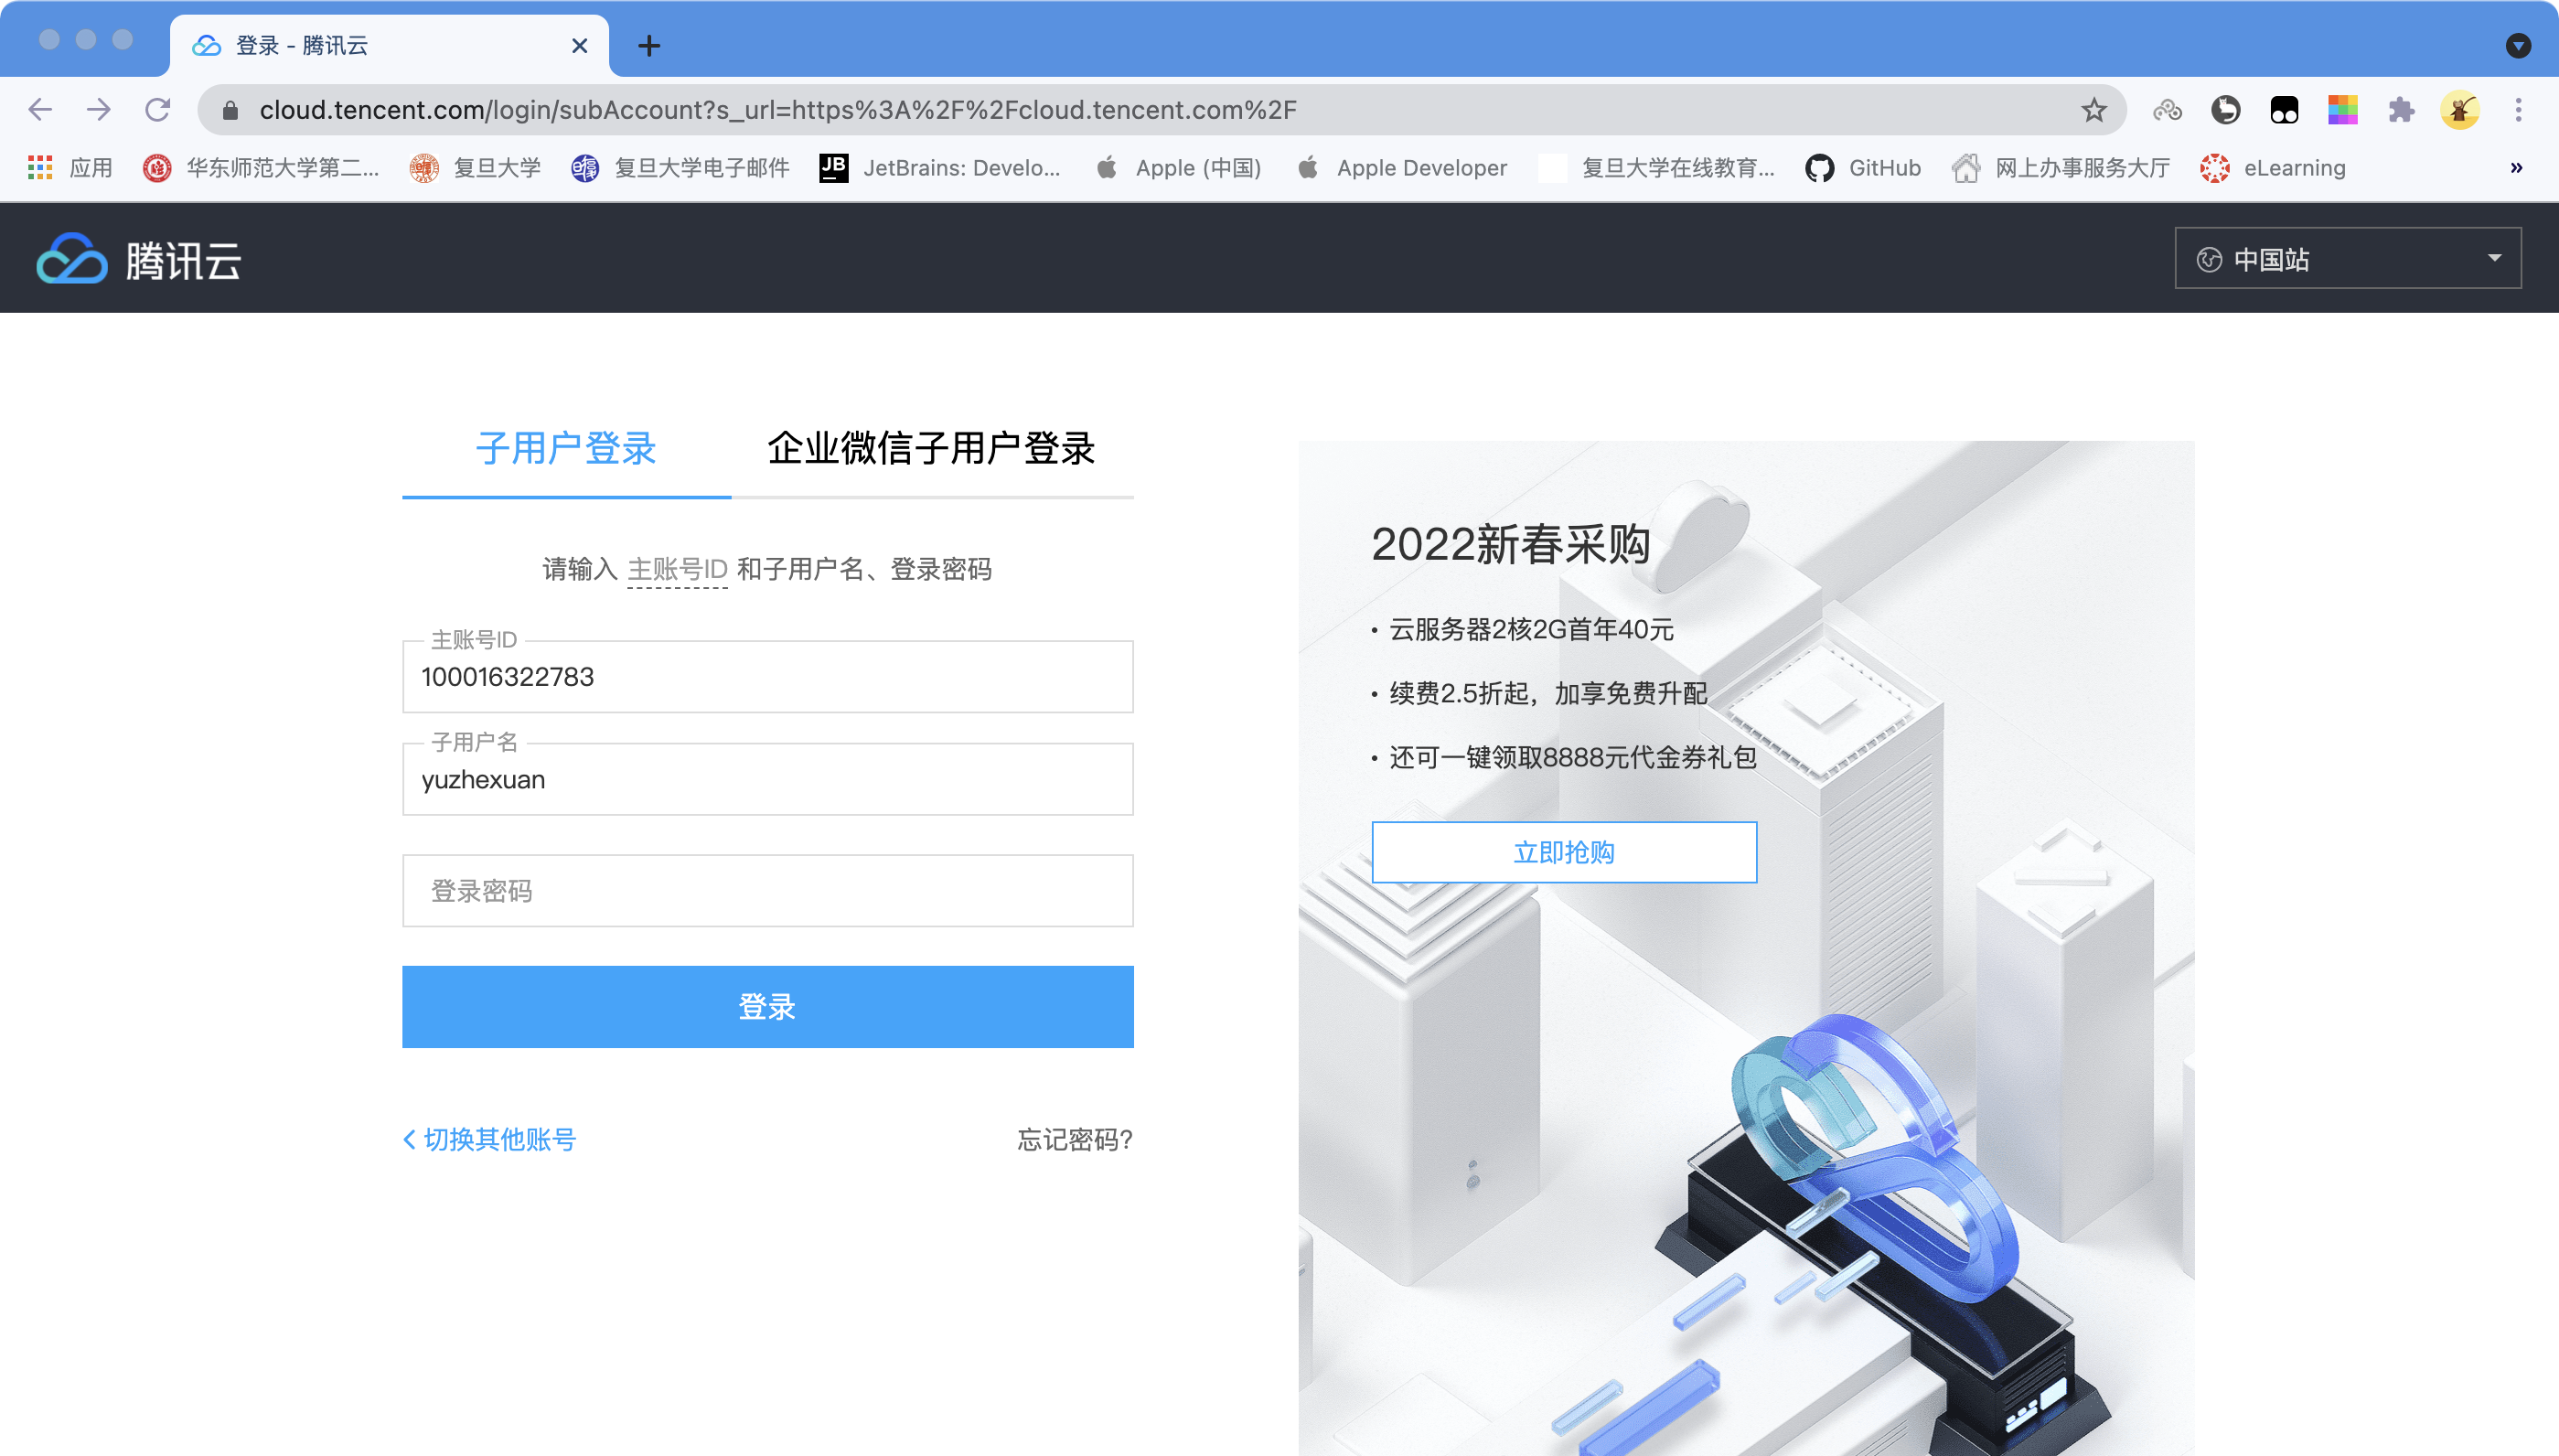 登录 - 腾讯云
cloud.tencent.com/login/subAccount?s_url=https%3A%2F%2Fcloud.tencent.com%2F
应用 华东师范大学第二... 复旦大学 复旦大学电子邮件 JB JetBrains: Develo... Apple (中国) Apple Developer 复旦大学在线教育... GitHub 网上办事服务大厅 eLearning »
腾讯云
中国站
子用户登录 企业微信子用户登录
请输入 主账号ID 和子用户名、登录密码
主账号ID
100016322783
子用户名
yuzhexuan
登录密码
登录
切换其他账号 忘记密码?
2022新春采购
· 云服务器2核2G首年40元
· 续费2.5折起，加享免费升配
· 还可一键领取8888元代金券礼包
立即抢购